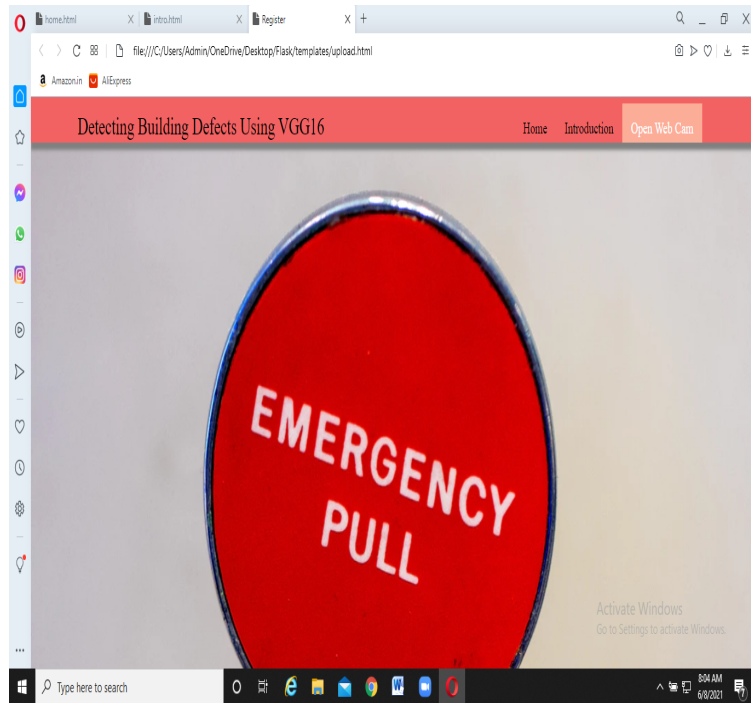 home.html
intro.html
Register
file:///C:/Users/Admin/OneDrive/Desktop/Flask/templates/upload.html
a Amazon.in AliExpress
Detecting Building Defects Using VGG16
Home Introduction Open Web Cam
EMERGENCY
PULL
Activate Windows
Go to Settings to activate Windows.
Type here to search
8:04 AM
6/8/2021